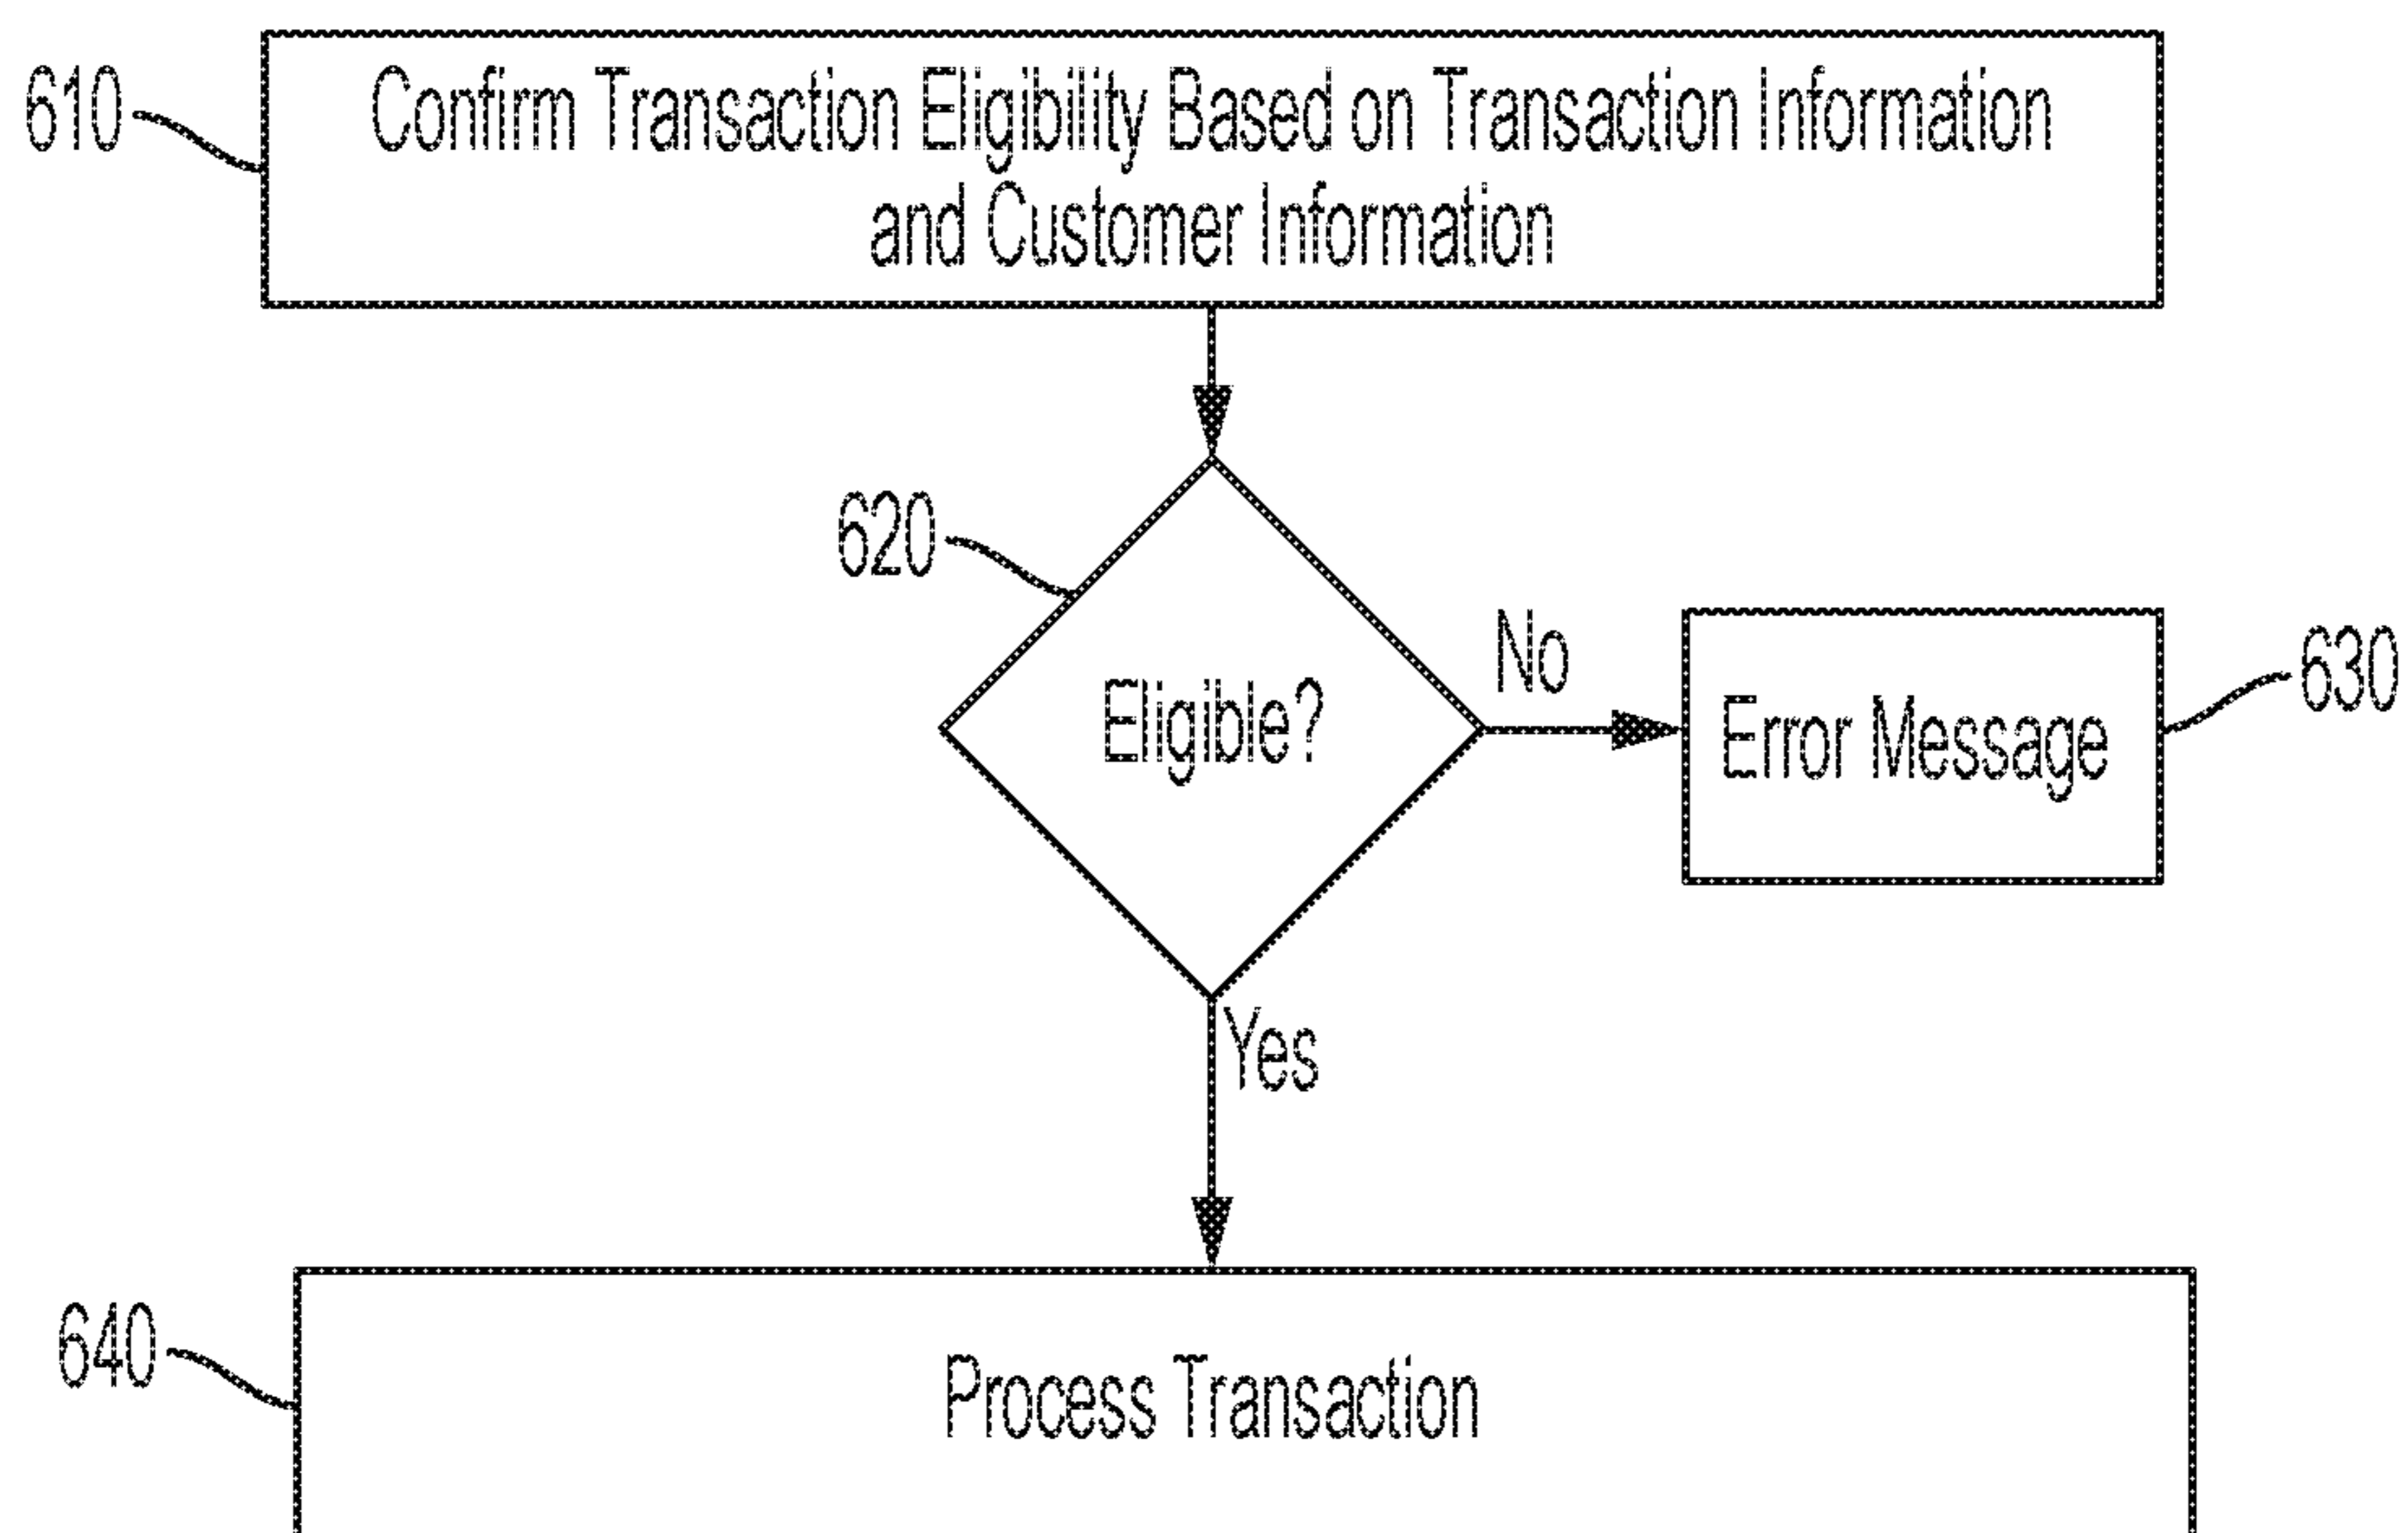 610
Confirm Transaction Eligibility Based on Transaction Information
and Customer Information
620
Eligible?
No
Error Message
630
Yes
640
Process Transaction